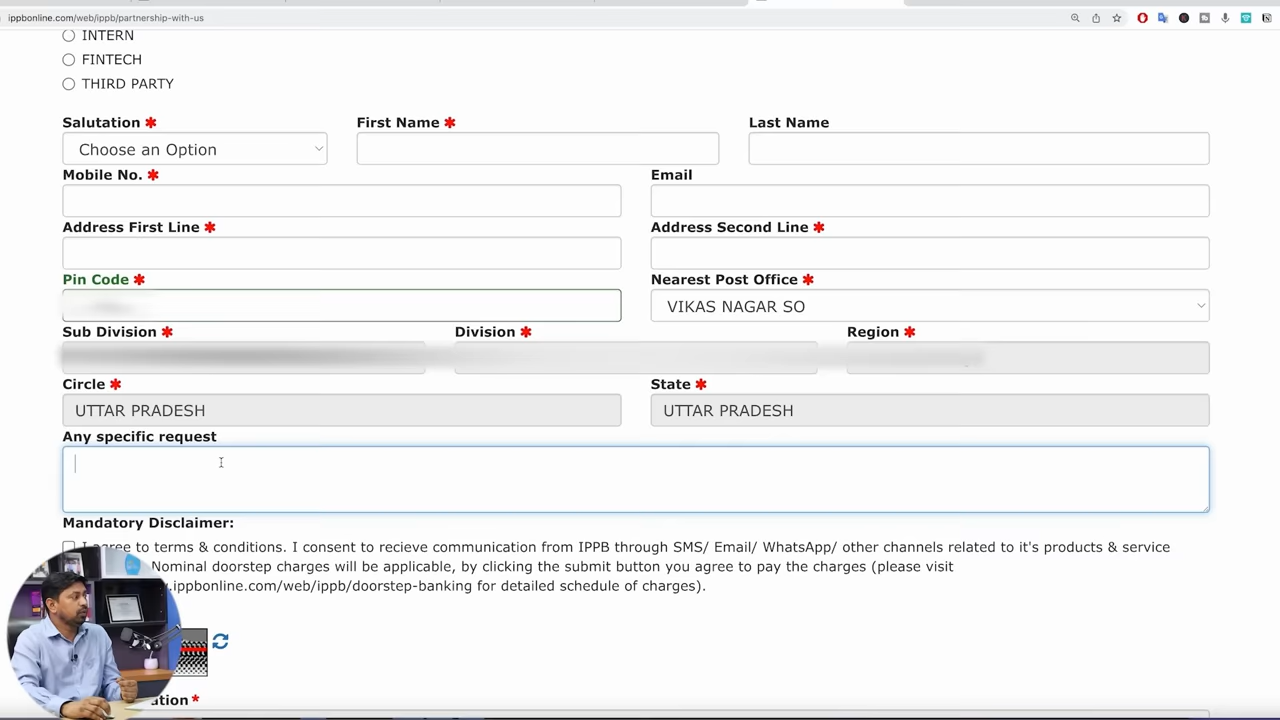 ippbonline.com/web/ippb/partnership-with-us
INTERN
FINTECH
THIRD PARTY
Salutation * First Name * Last Name
Choose an Option
Mobile No. * Email
Address First Line * Address Second Line *
Pin Code * Nearest Post Office *
VIKAS NAGAR SO
Sub Division * Division * Region *
Circle * State *
UTTAR PRADESH UTTAR PRADESH
Any specific request
Mandatory Disclaimer:
I agree to terms & conditions. I consent to recieve communication from IPPB through SMS/ Email/ WhatsApp/ other channels related to it's products & service
Nominal doorstep charges will be applicable, by clicking the submit button you agree to pay the charges (please visit
.ippbonline.com/web/ippb/doorstep-banking for detailed schedule of charges).